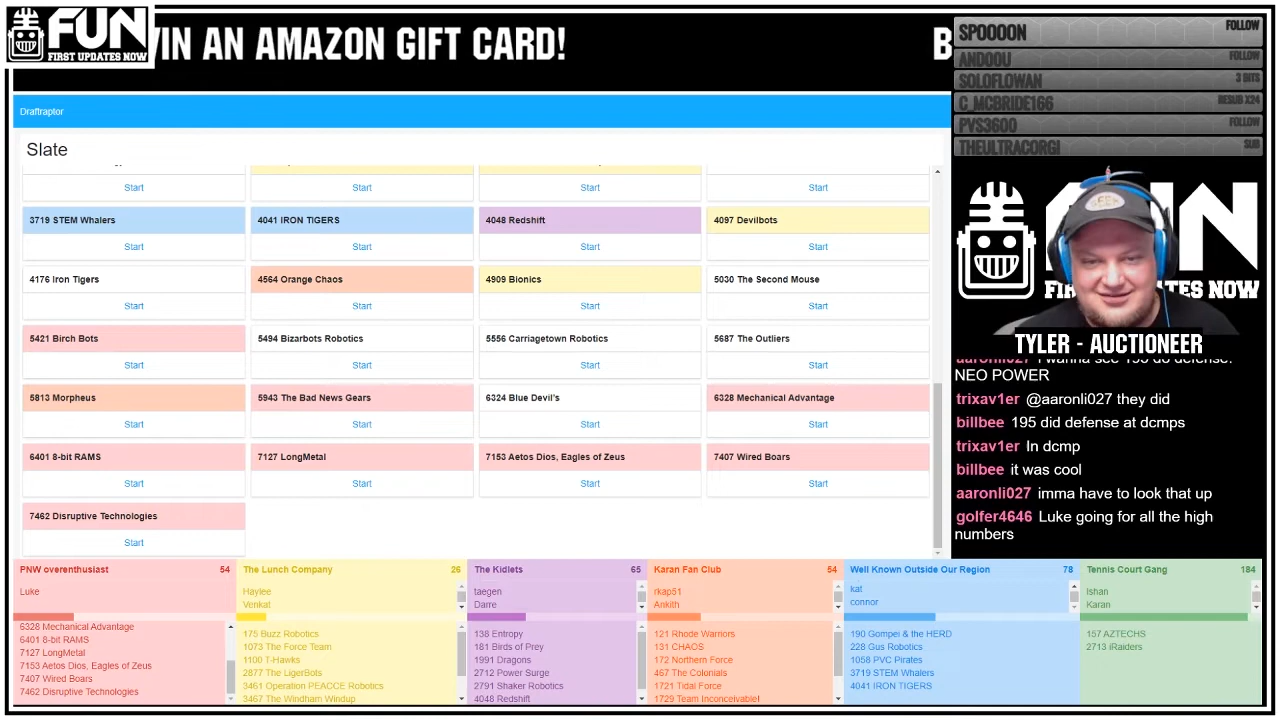 FUN
FIRST UPDATES NOW
WIN AN AMAZON GIFT CARD!
B
SPOOOON FOLLOW
ANDOOU FOLLOW
SOLOFLOWAN 3 BITS
C_MCBRIDE166 RESUB X24
PVS3600 FOLLOW
THEULTRACORGI SUB
Draftraptor
Slate
Start Start Start Start
3719 STEM Whalers 4041 IRON TIGERS 4048 Redshift 4097 Devilbots
Start Start Start Start
4176 Iron Tigers 4564 Orange Chaos 4909 Bionics 5030 The Second Mouse
Start Start Start Start
5421 Birch Bots 5494 Bizarbots Robotics 5556 Carriagetown Robotics 5687 The Outliers
Start Start Start Start
5813 Morpheus 5943 The Bad News Gears 6324 Blue Devil's 6328 Mechanical Advantage
Start Start Start Start
6401 8-bit RAMS 7127 LongMetal 7153 Aetos Dios, Eagles of Zeus 7407 Wired Boars
Start Start Start Start
7462 Disruptive Technologies
Start
GEEK
TYLER - AUCTIONEER
aaronli027 I wanna see 195 do defense.
NEO POWER
trixav1er @aaronli027 they did
billbee 195 did defense at dcmps
trixav1er In dcmp
billbee it was cool
aaronli027 imma have to look that up
golfer4646 Luke going for all the high
numbers
PNW overenthusiast 54
Luke
6328 Mechanical Advantage
6401 8-bit RAMS
7127 LongMetal
7153 Aetos Dios, Eagles of Zeus
7407 Wired Boars
7462 Disruptive Technologies
The Lunch Company 26
Haylee
Venkat
175 Buzz Robotics
1073 The Force Team
1100 T-Hawks
2877 The LigerBots
3461 Operation PEACCE Robotics
3467 The Windham Windup
The Kidlets 65
taegen
Darre
138 Entropy
181 Birds of Prey
1991 Dragons
2712 Power Surge
2791 Shaker Robotics
4048 Redshift
Karan Fan Club 54
rkap51
Ankith
121 Rhode Warriors
131 CHAOS
172 Northern Force
467 The Colonials
1721 Tidal Force
1729 Team Inconceivable!
Well Known Outside Our Region 78
kat
connor
190 Gompei & the HERD
228 Gus Robotics
1058 PVC Pirates
3719 STEM Whalers
4041 IRON TIGERS
Tennis Court Gang 184
Ishan
Karan
157 AZTECHS
2713 iRaiders